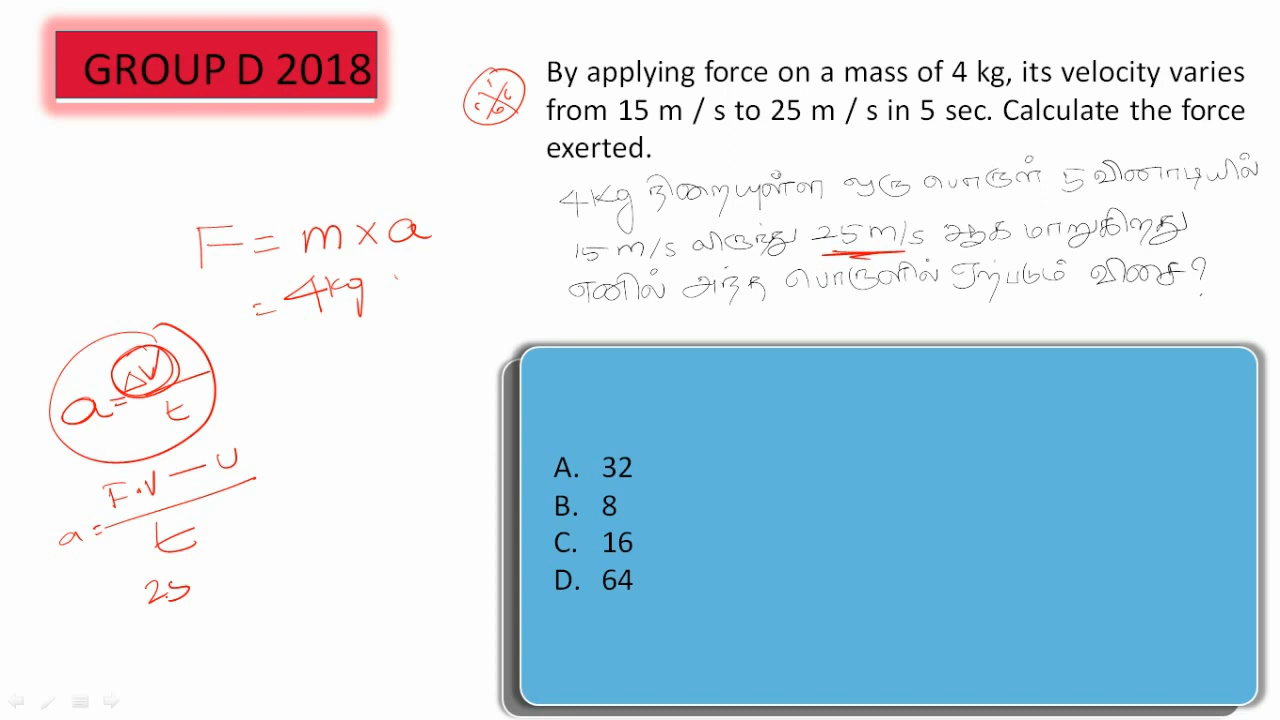 GROUP D 2018
By applying force on a mass of 4 kg, its velocity varies
from 15 m / s to 25 m / s in 5 sec. Calculate the force
exerted.
4Kg நிறையுள்ள ஒரு பொருள் 5 வினாடியில்
15 m/s லிருந்து 25 m/s ஆக மாறுகிறது
எனில் அந்த பொருளில் ஏற்படும் விசை?
F = m × a
= 4kg
a = ΔV
t
F.V — U
a =
t
25
A. 32
B. 8
C. 16
D. 64